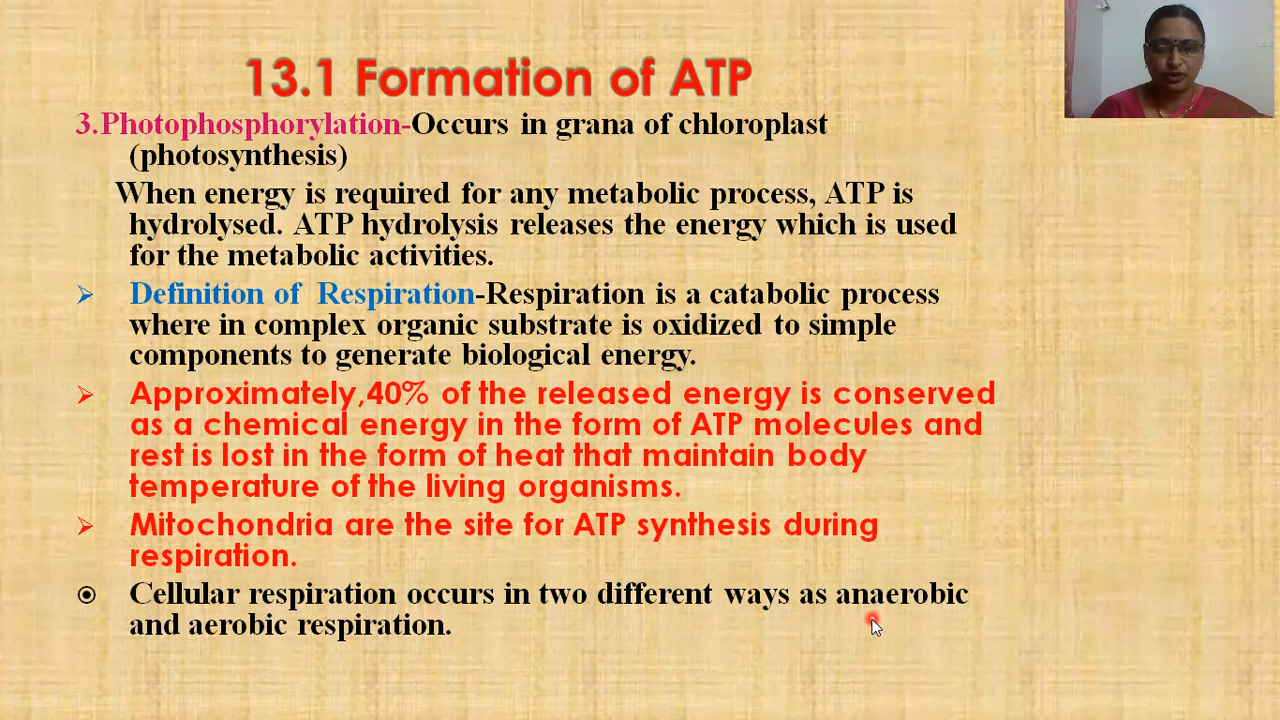 13.1 Formation of ATP
3.Photophosphorylation-Occurs in grana of chloroplast
(photosynthesis)
When energy is required for any metabolic process, ATP is
hydrolysed. ATP hydrolysis releases the energy which is used
for the metabolic activities.
Definition of Respiration-Respiration is a catabolic process
where in complex organic substrate is oxidized to simple
components to generate biological energy.
Approximately,40% of the released energy is conserved
as a chemical energy in the form of ATP molecules and
rest is lost in the form of heat that maintain body
temperature of the living organisms.
Mitochondria are the site for ATP synthesis during
respiration.
Cellular respiration occurs in two different ways as anaerobic
and aerobic respiration.